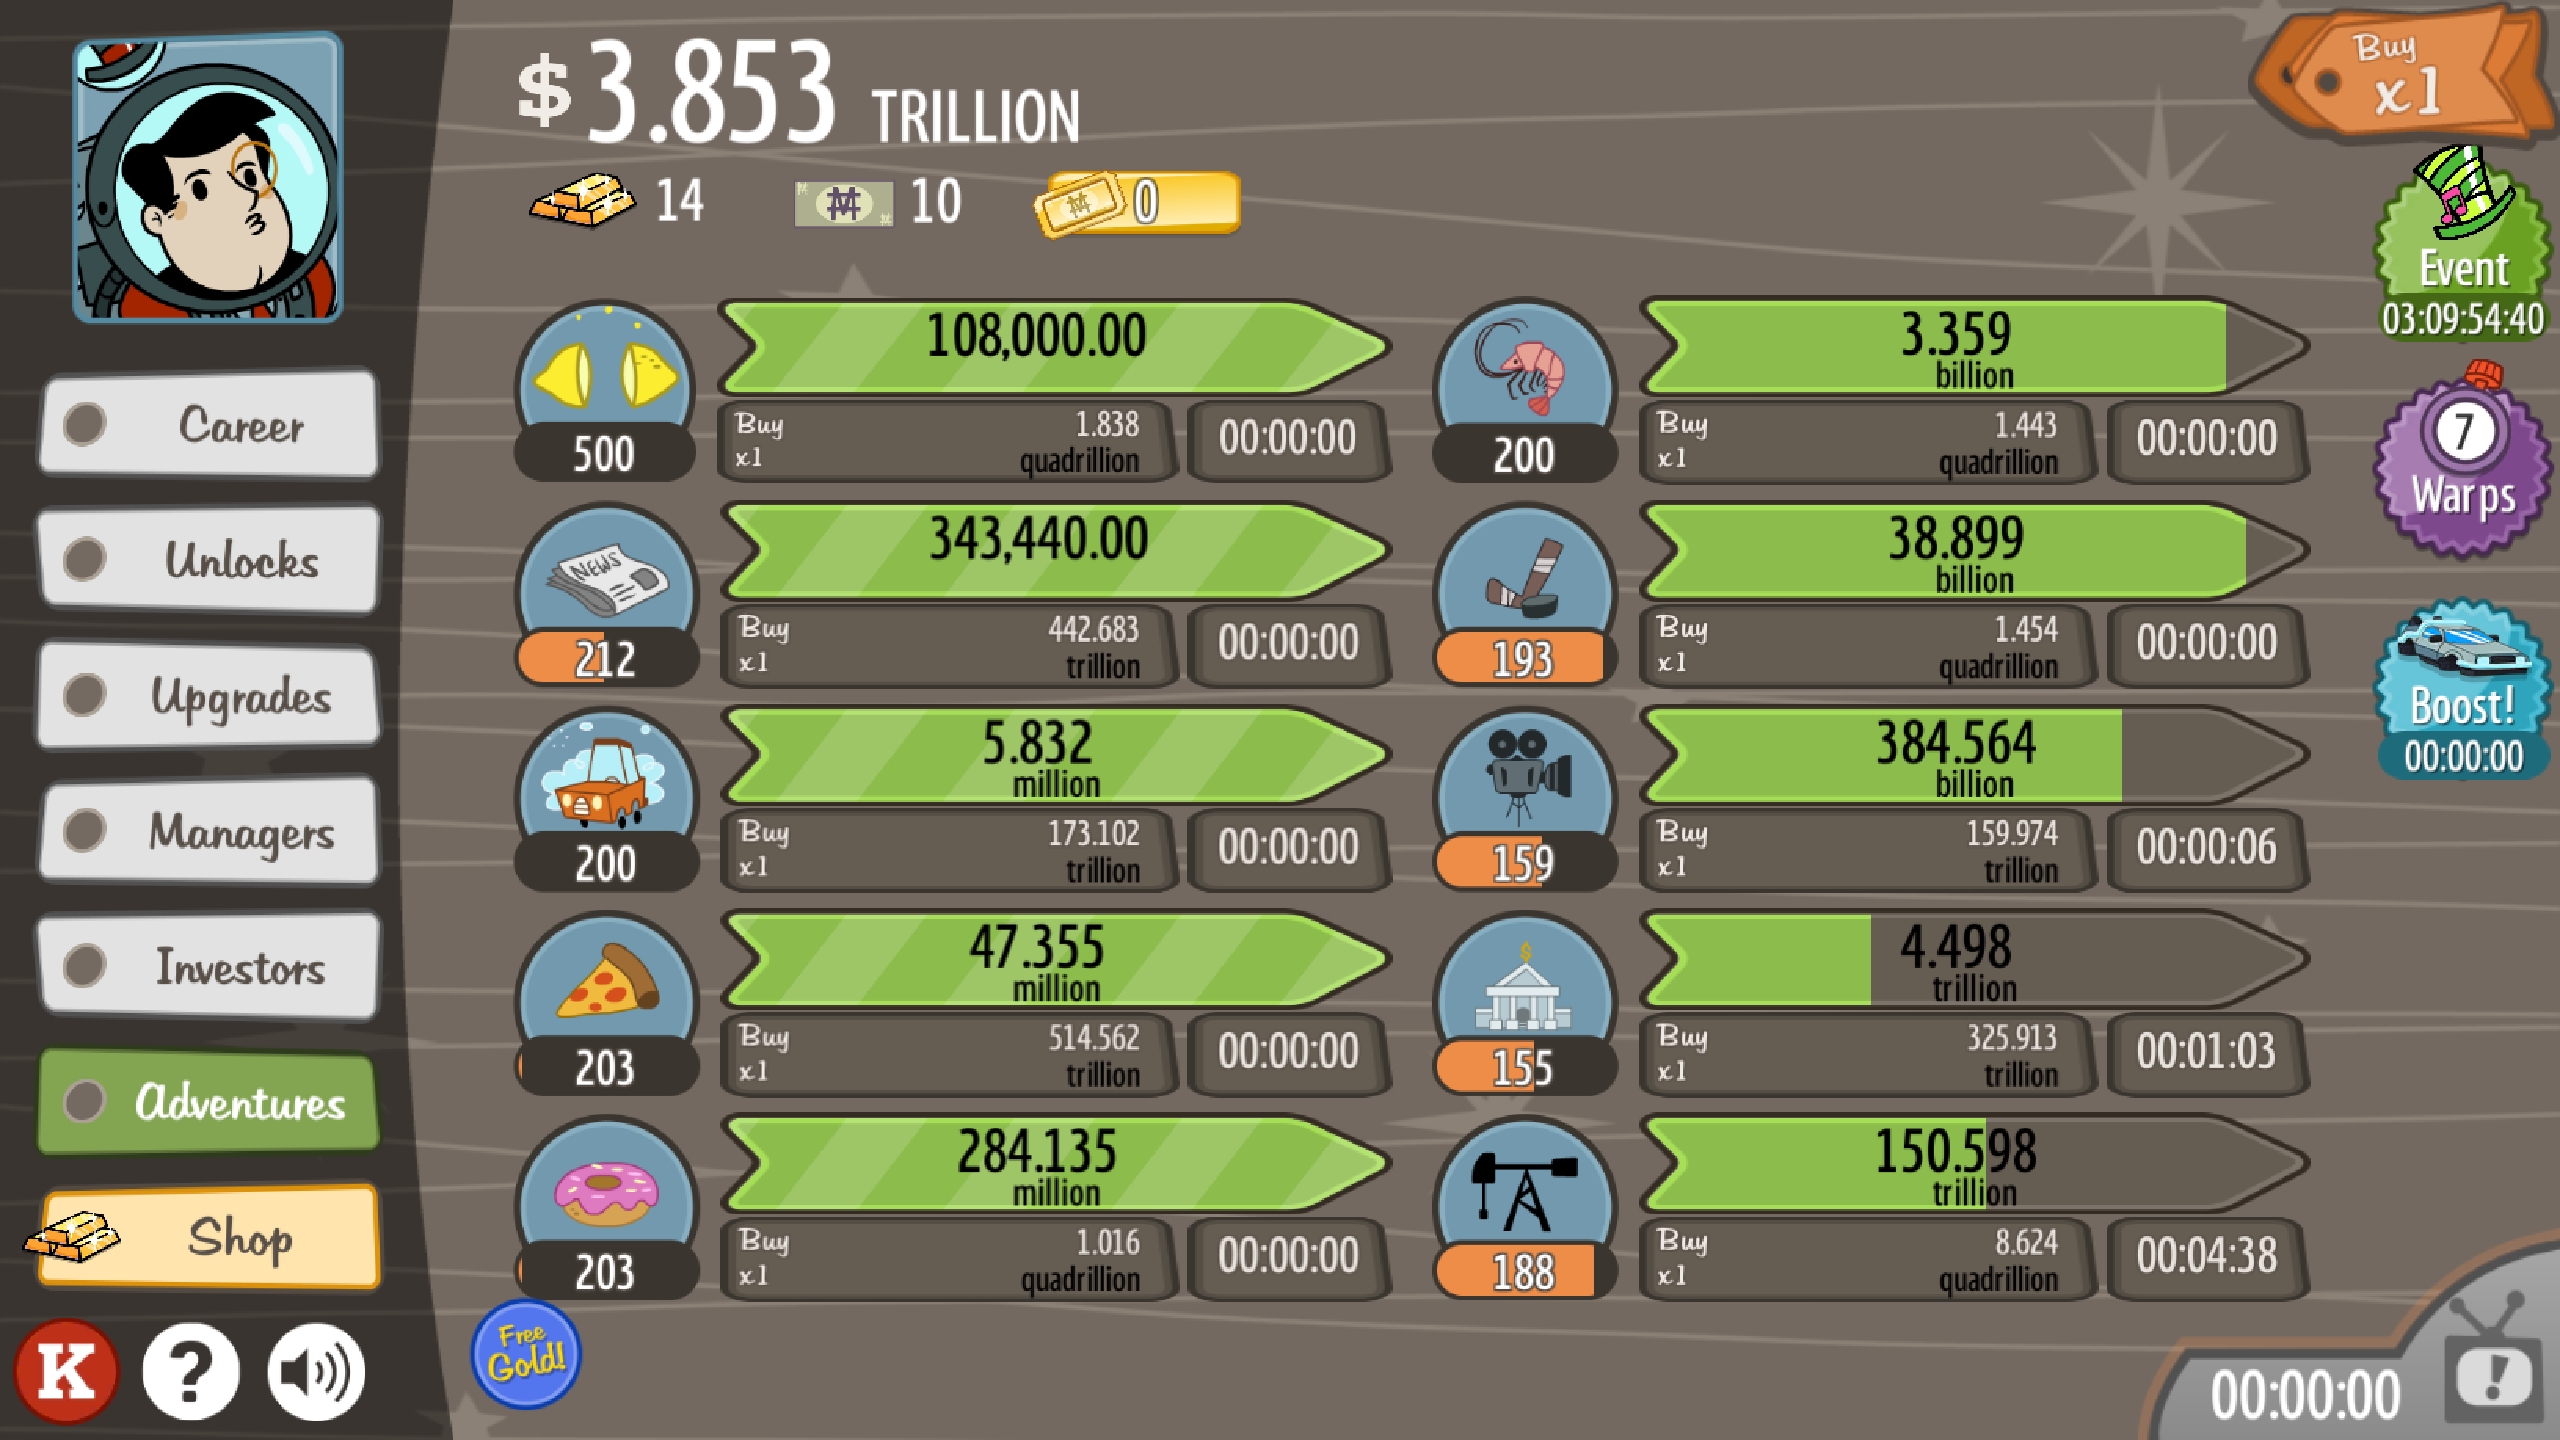 $ 3.853 TRILLION
14 10 0
Buy
x1
Event
03:09:54:40
7
Warps
Boost!
00:00:00
Career
Unlocks
Upgrades
Managers
Investors
Adventures
Shop
K ?
108,000.00
500
Buy 1.838
x1 quadrillion
00:00:00
NEWS
343,440.00
212
Buy 442.683
x1 trillion
00:00:00
5.832
million
200
Buy 173.102
x1 trillion
00:00:00
47.355
million
203
Buy 514.562
x1 trillion
00:00:00
284.135
million
203
Buy 1.016
x1 quadrillion
00:00:00
3.359
billion
200
Buy 1.443
x1 quadrillion
00:00:00
38.899
billion
193
Buy 1.454
x1 quadrillion
00:00:00
384.564
billion
159
Buy 159.974
x1 trillion
00:00:06
$
4.498
trillion
155
Buy 325.913
x1 trillion
00:01:03
150.598
trillion
188
Buy 8.624
x1 quadrillion
00:04:38
Free
Gold!
00:00:00
!